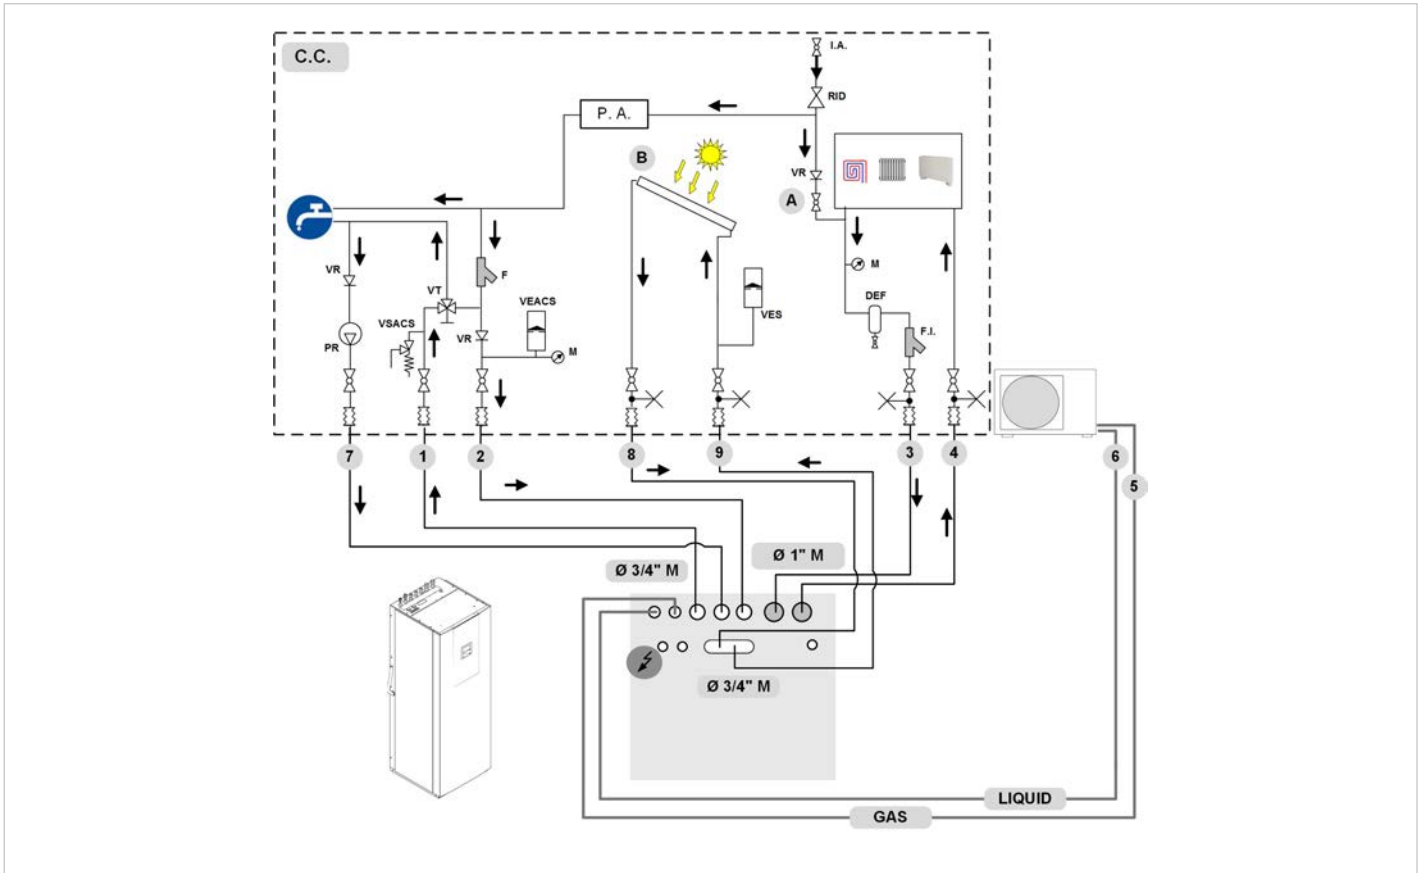 C.C.
I.A.
RID
P. A.
B
VR
A
M
F
VR
VT
VEACS
DEF
VES
VSACS
F.I.
VR
M
PR
7
1
2
8
9
3
4
6
5
Ø 1" M
Ø 3/4" M
Ø 3/4" M
LIQUID
GAS